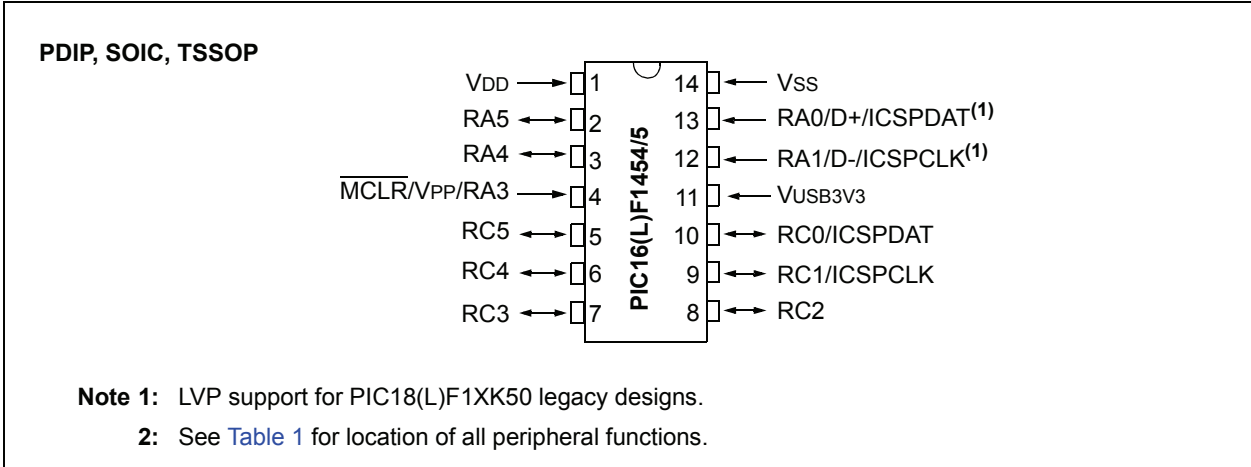 PDIP, SOIC, TSSOP
VDD 1 14 VSS
RA5 2 13 RA0/D+/ICSPDAT(1)
RA4 3 12 RA1/D-/ICSPCLK(1)
MCLR/VPP/RA3 4 11 VUSB3V3
RC5 5 10 RC0/ICSPDAT
RC4 6 9 RC1/ICSPCLK
RC3 7 8 RC2
PIC16(L)F1454/5
Note 1: LVP support for PIC18(L)F1XK50 legacy designs.
2: See Table 1 for location of all peripheral functions.